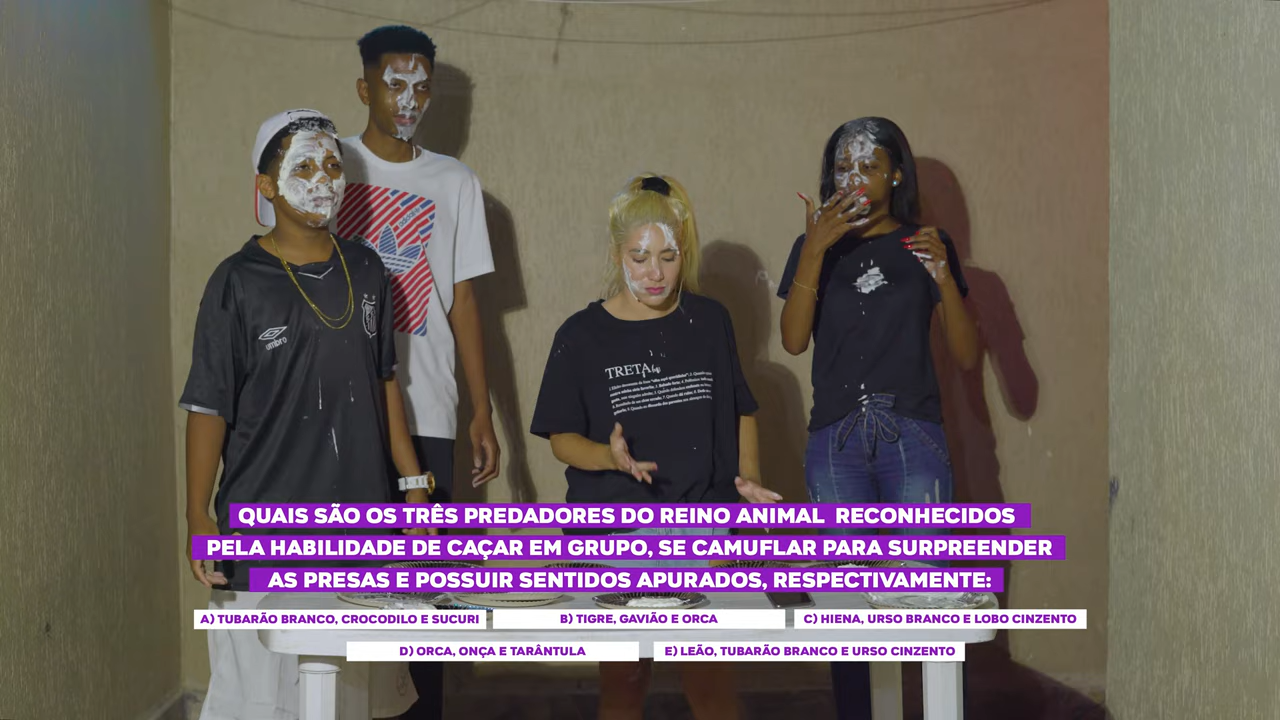 adidas
umbro
TRETA
QUAIS SÃO OS TRÊS PREDADORES DO REINO ANIMAL RECONHECIDOS
PELA HABILIDADE DE CAÇAR EM GRUPO, SE CAMUFLAR PARA SURPREENDER
AS PRESAS E POSSUIR SENTIDOS APURADOS, RESPECTIVAMENTE:
A) TUBARÃO BRANCO, CROCODILO E SUCURI
B) TIGRE, GAVIÃO E ORCA
C) HIENA, URSO BRANCO E LOBO CINZENTO
D) ORCA, ONÇA E TARÂNTULA
E) LEÃO, TUBARÃO BRANCO E URSO CINZENTO